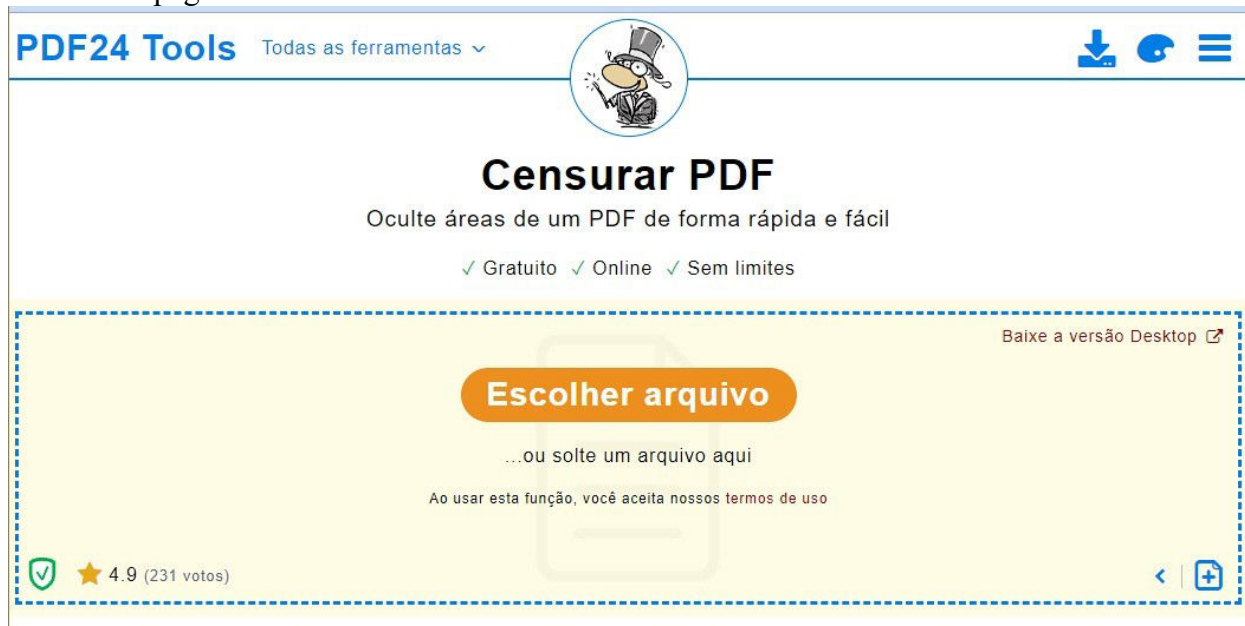 PDF24 Tools Todas as ferramentas
Censurar PDF
Oculte áreas de um PDF de forma rápida e fácil
✓ Gratuito ✓ Online ✓ Sem limites
Baixe a versão Desktop
Escolher arquivo
...ou solte um arquivo aqui
Ao usar esta função, você aceita nossos termos de uso
4.9 (231 votos)